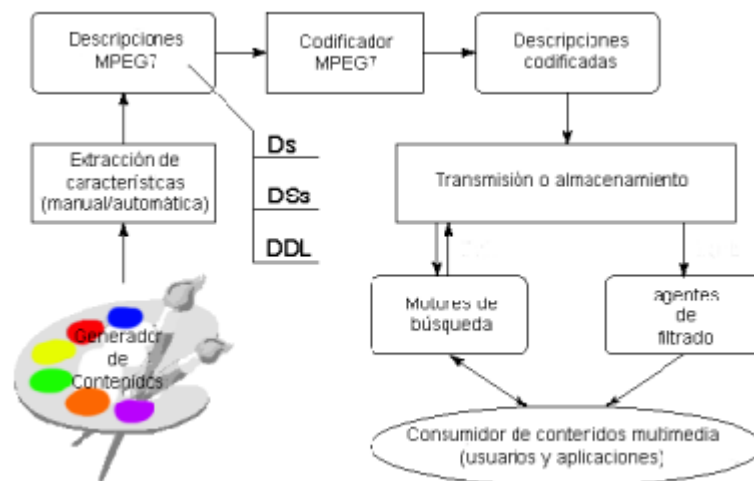 Descripciones
MPEG7
Codificador
MPEG7
Descripciones
codificadas
Ds
DSs
DDL
Extracción de
característcas
(manual/automática)
Transmisión o almacenamiento
Generador
de
Contenidos
Motores de
búsqueda
agentes
de
filtrado
Consumidor de contenidos multimedia
(usuarios y aplicaciones)